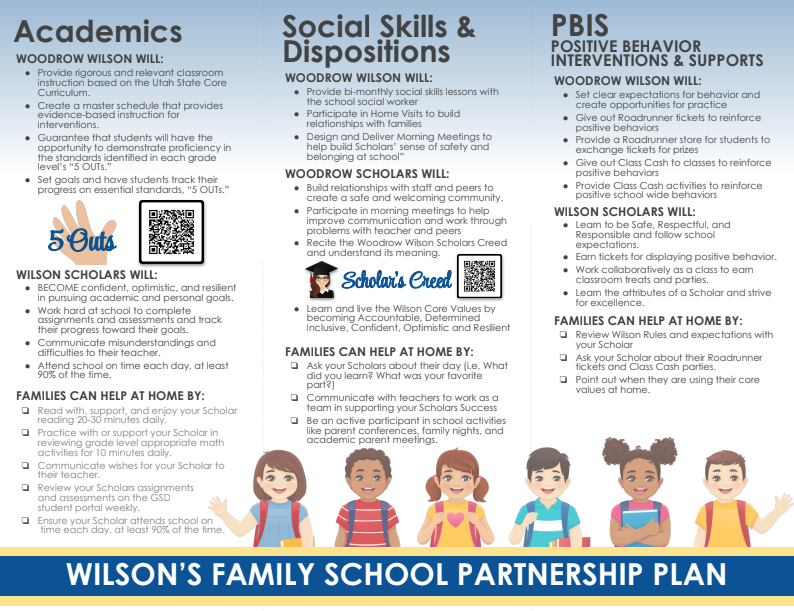 Academics
WOODROW WILSON WILL:
● Provide rigorous and relevant classroom
instruction based on the Utah State Core
Curriculum.
● Create a master schedule that provides
evidence-based instruction for
interventions.
● Guarantee that students will have the
opportunity to demonstrate proficiency in
the standards identified in each grade
level's "5 OUTs."
● Set goals and have students track their
progress on essential standards, "5 OUTs."
5 Outs
WILSON SCHOLARS WILL:
● BECOME confident, optimistic, and resilient
in pursuing academic and personal goals.
● Work hard at school to complete
assignments and assessments and track
their progress toward their goals.
● Communicate misunderstandings and
difficulties to their teacher.
● Attend school on time each day, at least
90% of the time.
FAMILIES CAN HELP AT HOME BY:
❏ Read with, support, and enjoy your Scholar
reading 20-30 minutes daily.
❏ Practice with or support your Scholar in
reviewing grade level appropriate math
activities for 10 minutes daily.
❏ Communicate wishes for your Scholar to
their teacher.
❏ Review your Scholars assignments
and assessments on the GSD
student portal weekly.
❏ Ensure your Scholar attends school on
time each day, at least 90% of the time.
Social Skills &
Dispositions
WOODROW WILSON WILL:
● Provide bi-monthly social skills lessons with
the school social worker
● Participate in Home Visits to build
relationships with families
● Design and Deliver Morning Meetings to
help build Scholars' sense of safety and
belonging at school"
WOODROW SCHOLARS WILL:
● Build relationships with staff and peers to
create a safe and welcoming community.
● Participate in morning meetings to help
improve communication and work through
problems with teacher and peers
● Recite the Woodrow Wilson Scholars Creed
and understand its meaning.
Scholar's Creed
● Learn and live the Wilson Core Values by
becoming Accountable, Determined
Inclusive, Confident, Optimistic and Resilient
FAMILIES CAN HELP AT HOME BY:
❏ Ask your Scholars about their day (i.e. What
did you learn? What was your favorite
part?)
❏ Communicate with teachers to work as a
team in supporting your Scholars Success
❏ Be an active participant in school activities
like parent conferences, family nights, and
academic parent meetings.
PBIS
POSITIVE BEHAVIOR
INTERVENTIONS & SUPPORTS
WOODROW WILSON WILL:
● Set clear expectations for behavior and
create opportunities for practice
● Give out Roadrunner tickets to reinforce
positive behaviors
● Provide a Roadrunner store for students to
exchange tickets for prizes
● Give out Class Cash to classes to reinforce
positive behavior
● Provide Class Cash activities to reinforce
positive school wide behaviors
WILSON SCHOLARS WILL:
● Learn to be Safe, Respectful, and
Responsible and follow school
expectations.
● Earn tickets for displaying positive behavior.
● Work collaboratively as a class to earn
classroom treats and parties.
● Learn the attributes of a Scholar and strive
for excellence.
FAMILIES CAN HELP AT HOME BY:
❏ Review Wilson Rules and expectations with
your Scholar
❏ Ask your Scholar about their Roadrunner
tickets and Class Cash parties.
❏ Point out when they are using their core
values at home.
WILSON'S FAMILY SCHOOL PARTNERSHIP PLAN